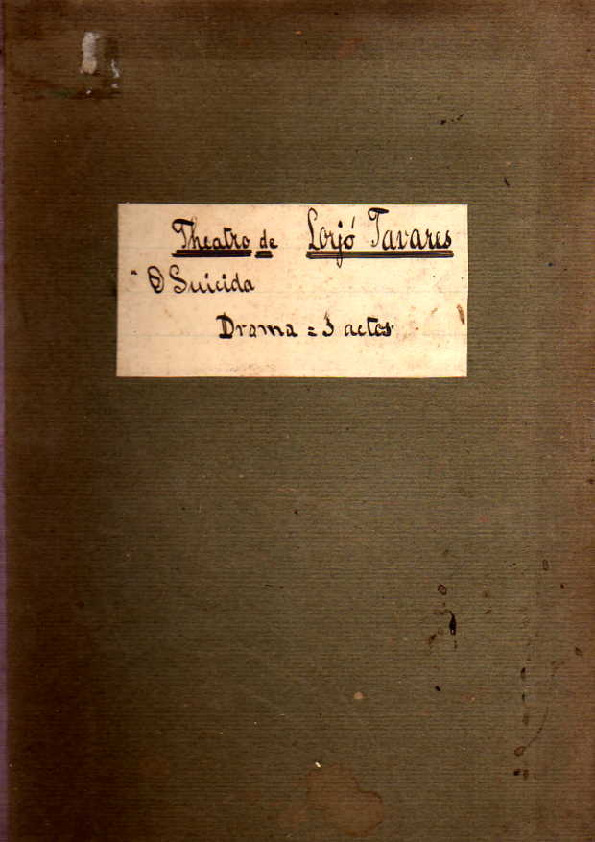 Theatro de Lorjó Tavares
"O Suicida
Drama = 3 actos